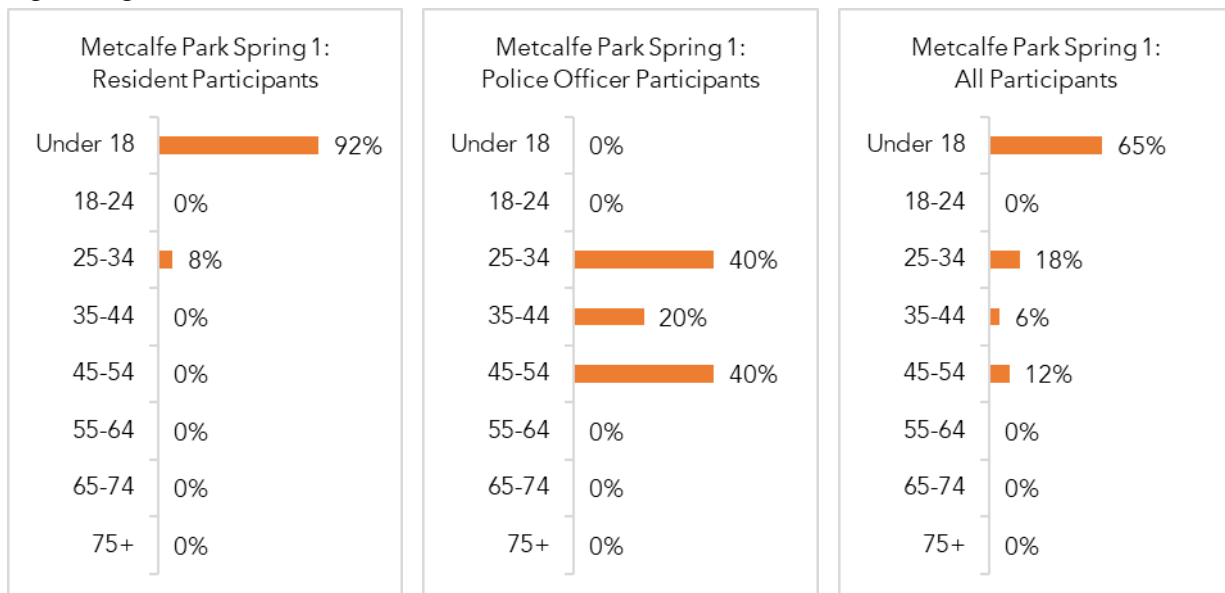 Metcalfe Park Spring 1:
Resident Participants
Under 18 92%
18-24 0%
25-34 8%
35-44 0%
45-54 0%
55-64 0%
65-74 0%
75+ 0%
Metcalfe Park Spring 1:
Police Officer Participants
Under 18 0%
18-24 0%
25-34 40%
35-44 20%
45-54 40%
55-64 0%
65-74 0%
75+ 0%
Metcalfe Park Spring 1:
All Participants
Under 18 65%
18-24 0%
25-34 18%
35-44 6%
45-54 12%
55-64 0%
65-74 0%
75+ 0%